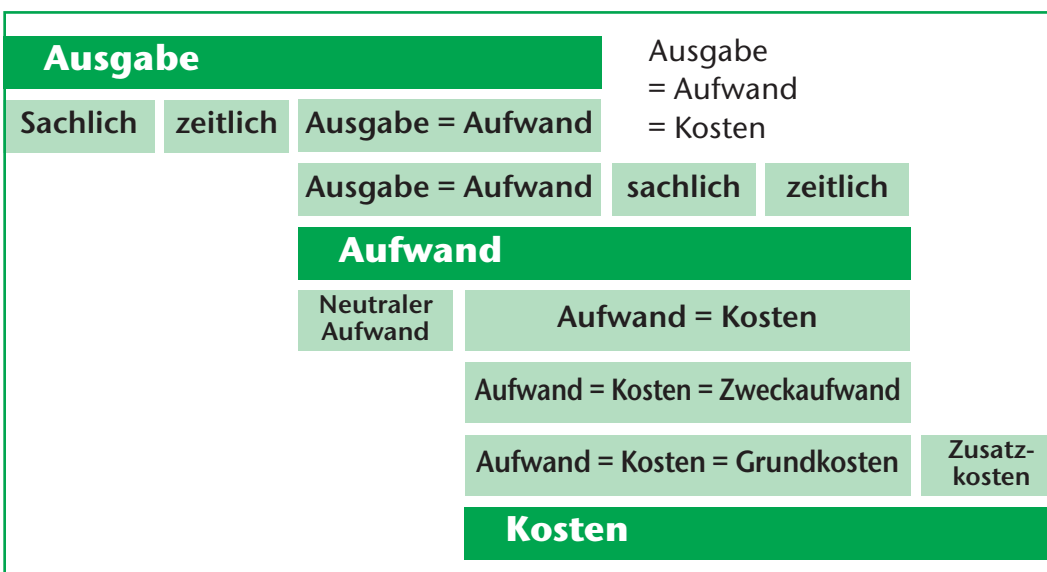 Ausgabe
Ausgabe
= Aufwand
= Kosten
Sachlich zeitlich Ausgabe = Aufwand
Ausgabe = Aufwand sachlich zeitlich
Aufwand
Neutraler
Aufwand
Aufwand = Kosten
Aufwand = Kosten = Zweckaufwand
Aufwand = Kosten = Grundkosten
Zusatz-
kosten
Kosten